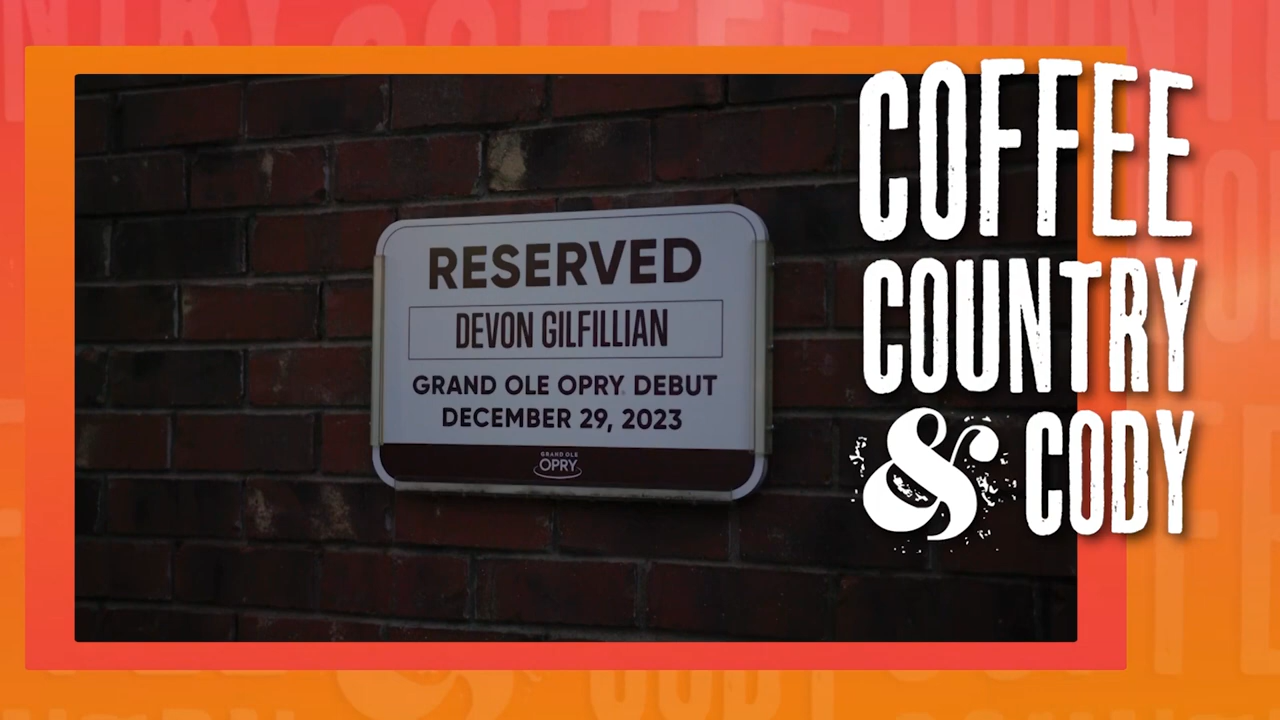 RESERVED
DEVON GILFILLIAN
GRAND OLE OPRY DEBUT
DECEMBER 29, 2023
GRAND OLE
OPRY
COFFEE
COUNTRY
& CODY